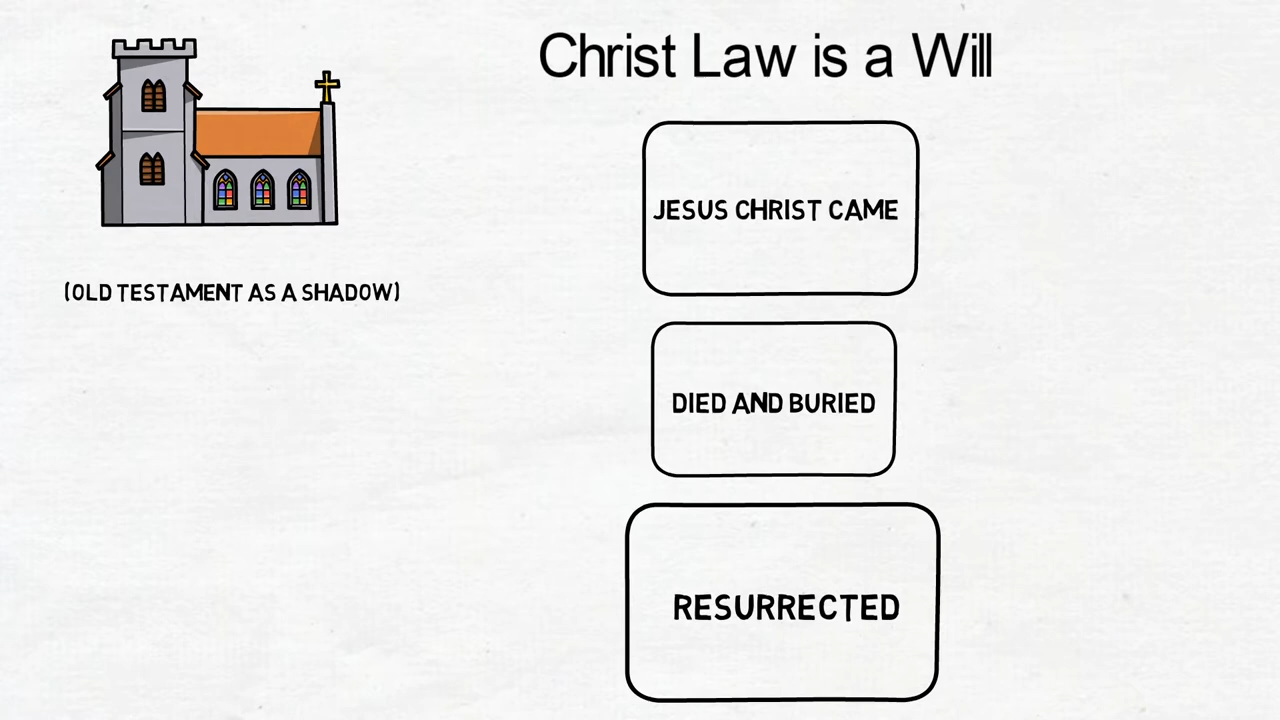 Christ Law is a Will
JESUS CHRIST CAME
(OLD TESTAMENT AS A SHADOW)
DIED AND BURIED
RESURRECTED